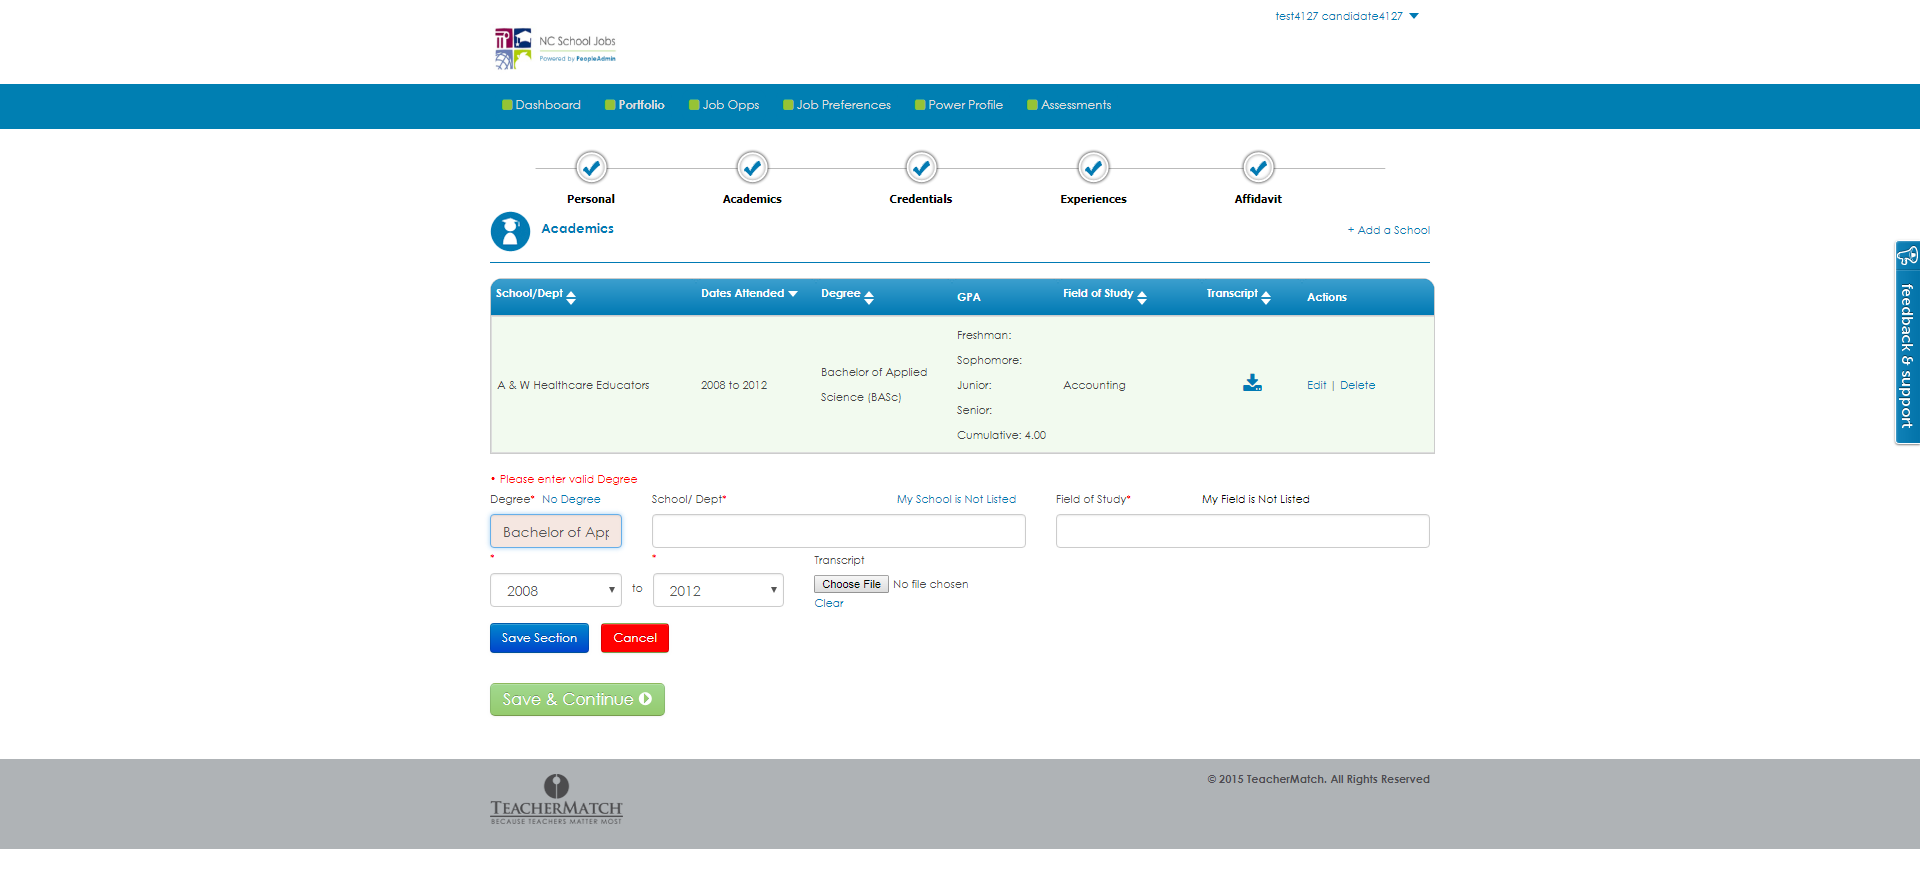 test4127 candidate4127
NC School Jobs
Powered by PeopleAdmin
Dashboard Portfolio Job Opps Job Preferences Power Profile Assessments
Personal Academics Credentials Experiences Affidavit
Academics
+ Add a School
School/Dept Dates Attended Degree GPA Field of Study Transcript Actions
Freshman:
Sophomore:
A & W Healthcare Educators 2008 to 2012 Bachelor of Applied Science (BASc) Junior: Accounting Edit | Delete
Senior:
Cumulative: 4.00
* Please enter valid Degree
Degree* No Degree School/ Dept* My School is Not Listed Field of Study* My Field is Not Listed
Bachelor of App
* * Transcript
2008 to 2012 Choose File No file chosen
Clear
Save Section Cancel
Save & Continue
feedback & support
© 2015 TeacherMatch. All Rights Reserved
TEACHERMATCH
BECAUSE TEACHERS MATTER MOST